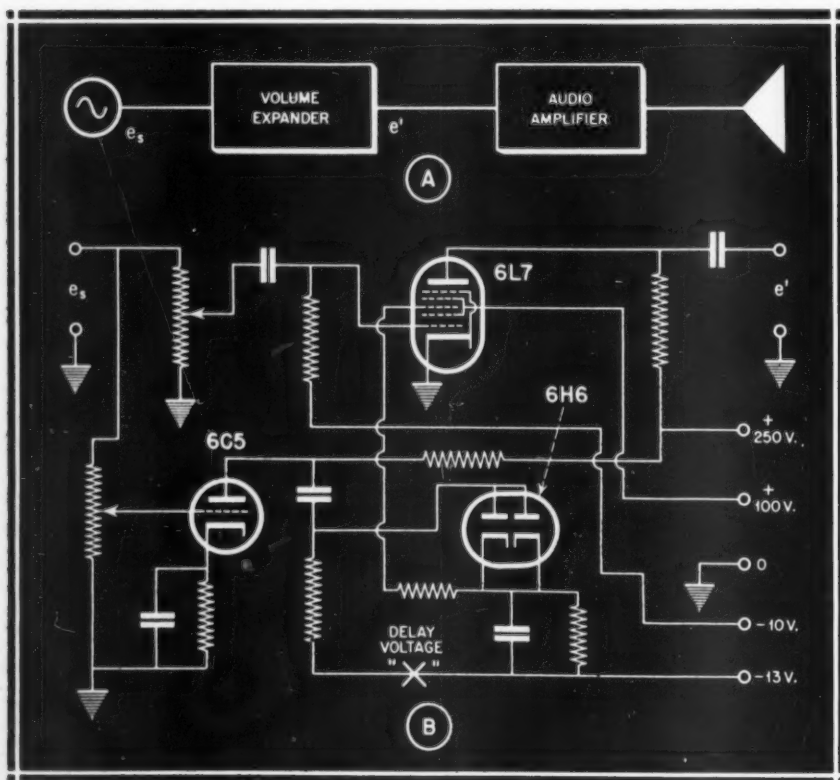 VOLUME
EXPANDER
AUDIO
AMPLIFIER
eₛ
e'
A
6L7
eₛ
e'
6H6
6C5
+
250 V.
+
100 V.
0
DELAY
VOLTAGE
" "
-10 V.
-13 V.
B